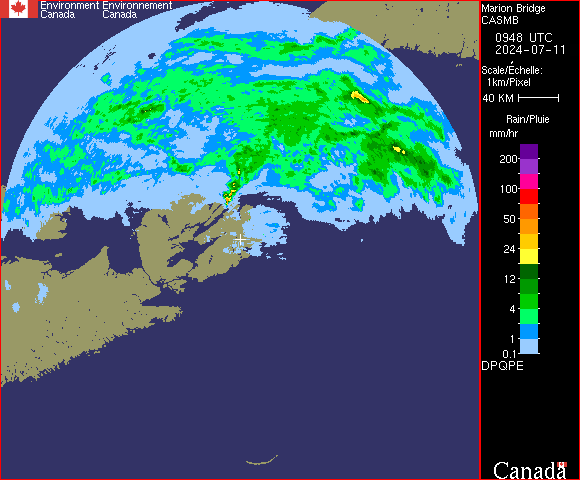 Environment Environnement
Canada Canada
Marion Bridge
CASMB
0948 UTC
2024-07-11
Scale/Échelle:
1km/Pixel
40 KM
Rain/Pluie
mm/hr
200
100
50
24
12
4
1
0.1
DPQPE
Canada